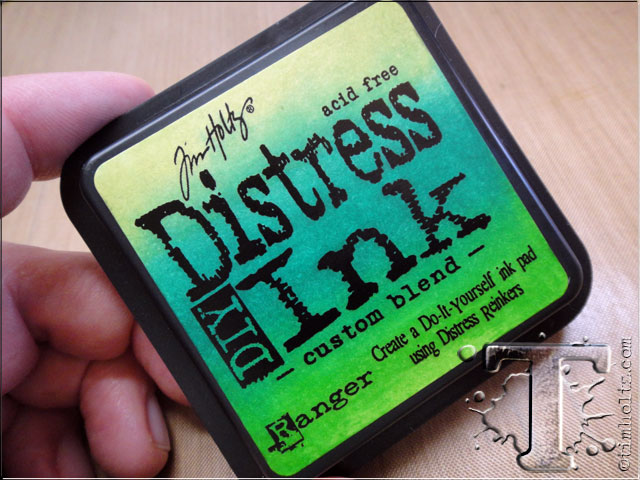 Tim Holtz®
acid free
Distress
DIY Ink
- custom blend -
Create a Do-It-Yourself ink pad
using Distress Reinkers
Ranger
T
©timholtz.com